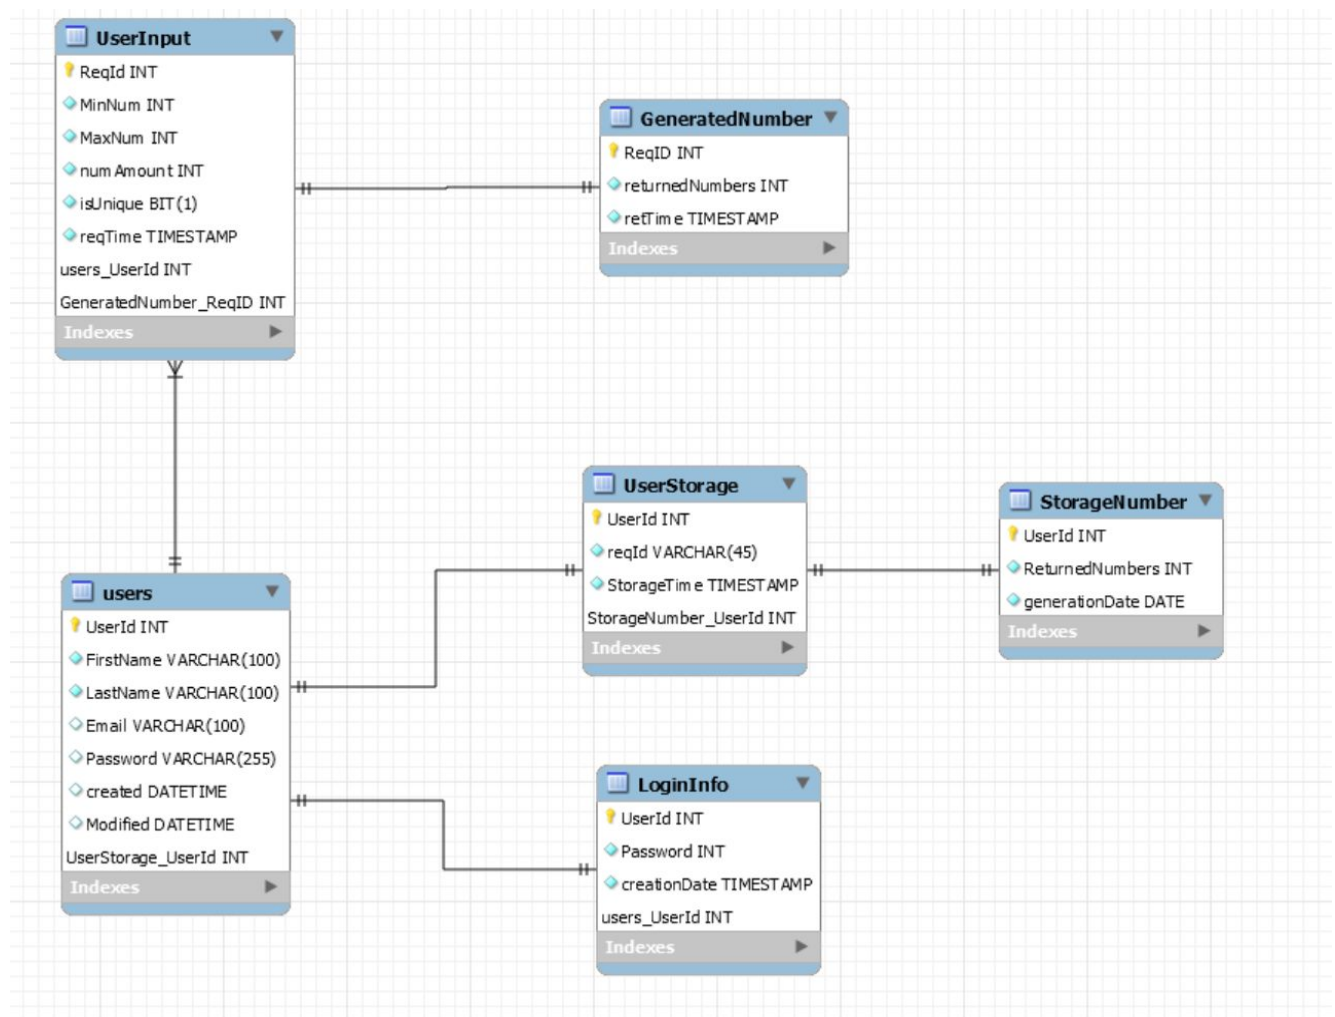 UserInput
ReqId INT
MinNum INT
MaxNum INT
numAmount INT
isUnique BIT(1)
reqTime TIMESTAMP
users_UserId INT
GeneratedNumber_ReqID INT
Indexes
GeneratedNumber
ReqID INT
returnedNumbers INT
retTime TIMESTAMP
Indexes
UserStorage
UserId INT
reqId VARCHAR(45)
StorageTime TIMESTAMP
StorageNumber_UserId INT
Indexes
StorageNumber
UserId INT
ReturnedNumbers INT
generationDate DATE
Indexes
users
UserId INT
FirstName VARCHAR(100)
LastName VARCHAR(100)
Email VARCHAR(100)
Password VARCHAR(255)
created DATETIME
Modified DATETIME
UserStorage_UserId INT
Indexes
LoginInfo
UserId INT
Password INT
creationDate TIMESTAMP
users_UserId INT
Indexes